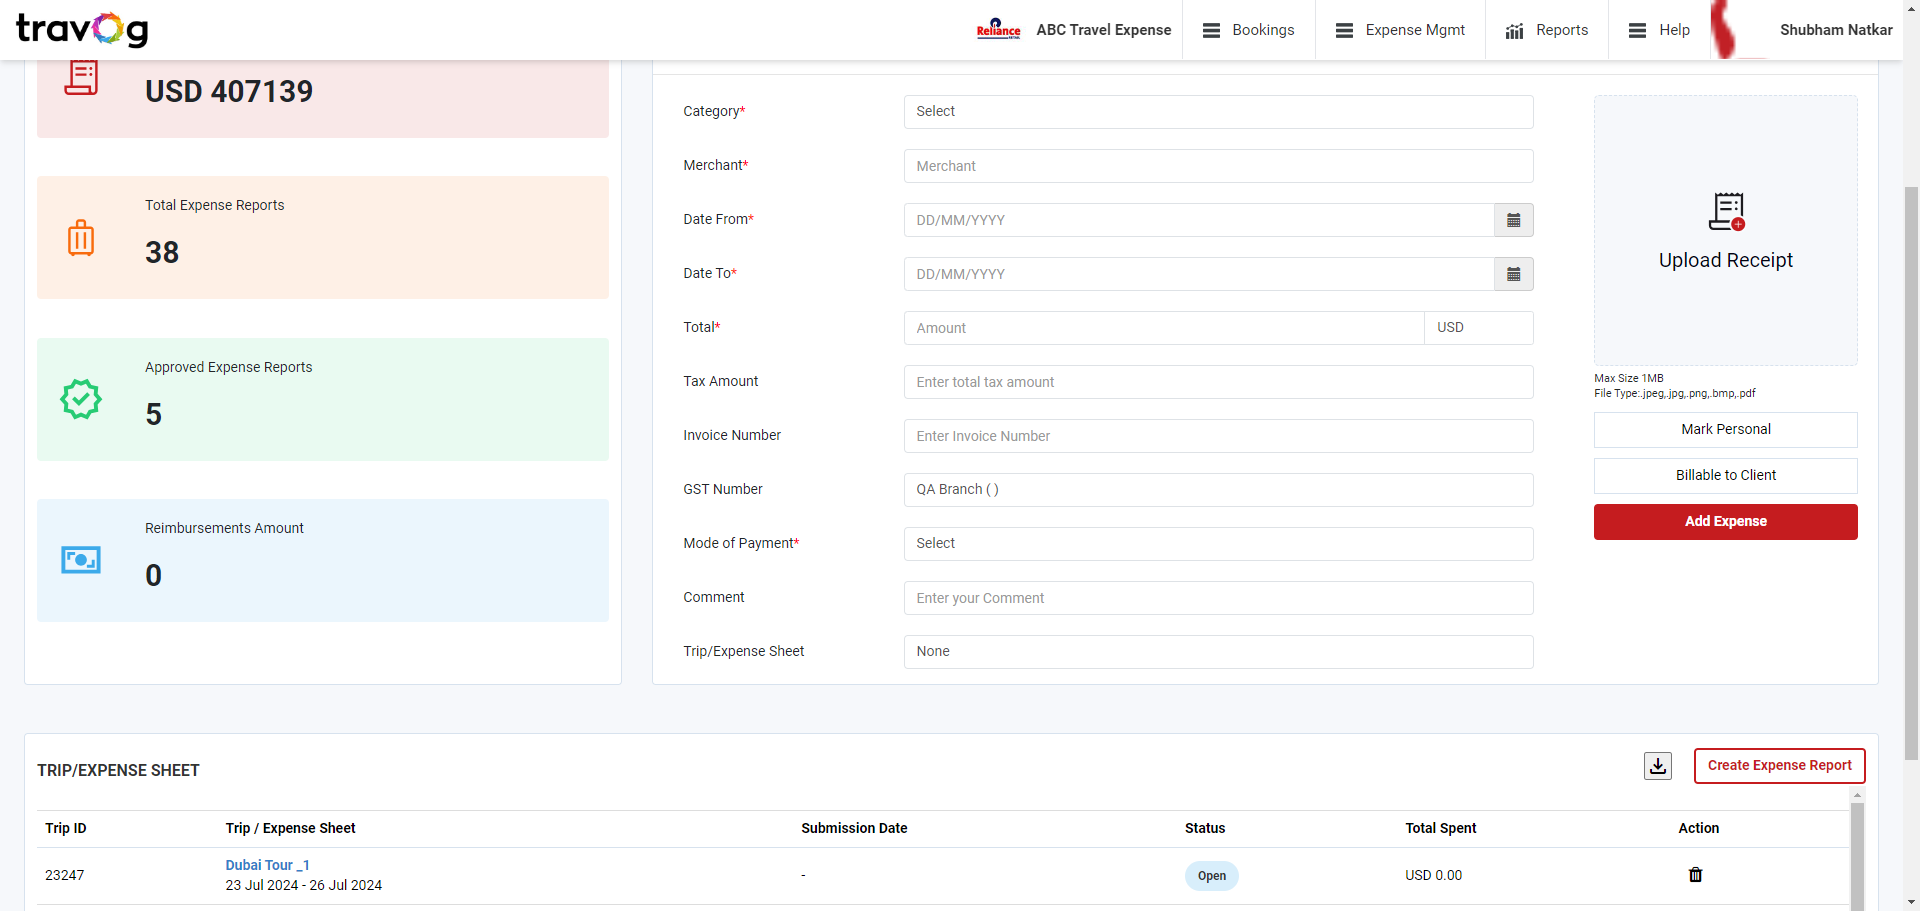 travog
Reliance
ABC Travel Expense
Bookings
Expense Mgmt
Reports
Help
Shubham Natkar
USD 407139
Total Expense Reports
38
Approved Expense Reports
5
Reimbursements Amount
0
Category*
Select
Merchant*
Merchant
Date From*
DD/MM/YYYY
Date To*
DD/MM/YYYY
Total*
Amount
USD
Tax Amount
Enter total tax amount
Invoice Number
Enter Invoice Number
GST Number
QA Branch ( )
Mode of Payment*
Select
Comment
Enter your Comment
Trip/Expense Sheet
None
Upload Receipt
Max Size 1MB
File Type:.jpeg,.jpg,.png,.bmp,.pdf
Mark Personal
Billable to Client
Add Expense
TRIP/EXPENSE SHEET
Create Expense Report
Trip ID
Trip / Expense Sheet
Submission Date
Status
Total Spent
Action
23247
Dubai Tour _1
23 Jul 2024 - 26 Jul 2024
-
Open
USD 0.00